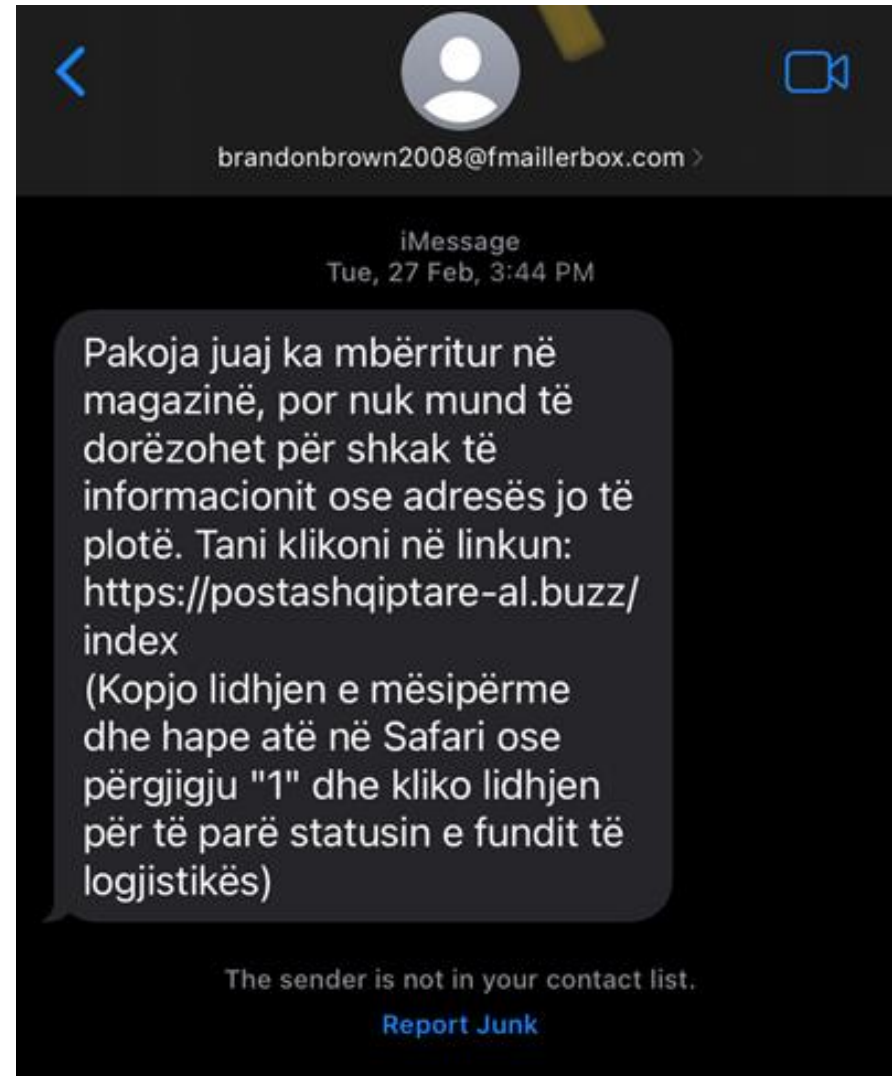 brandonbrown2008@fmaillerbox.com
iMessage
Tue, 27 Feb, 3:44 PM
Pakoja juaj ka mbërritur në
magazinë, por nuk mund të
dorëzohet për shkak të
informacionit ose adresës jo të
plotë. Tani klikoni në linkun:
https://postashqiptare-al.buzz/
index
(Kopjo lidhjen e mësipërme
dhe hape atë në Safari ose
përgjigju "1" dhe kliko lidhjen
për të parë statusin e fundit të
logjistikës)
The sender is not in your contact list.
Report Junk